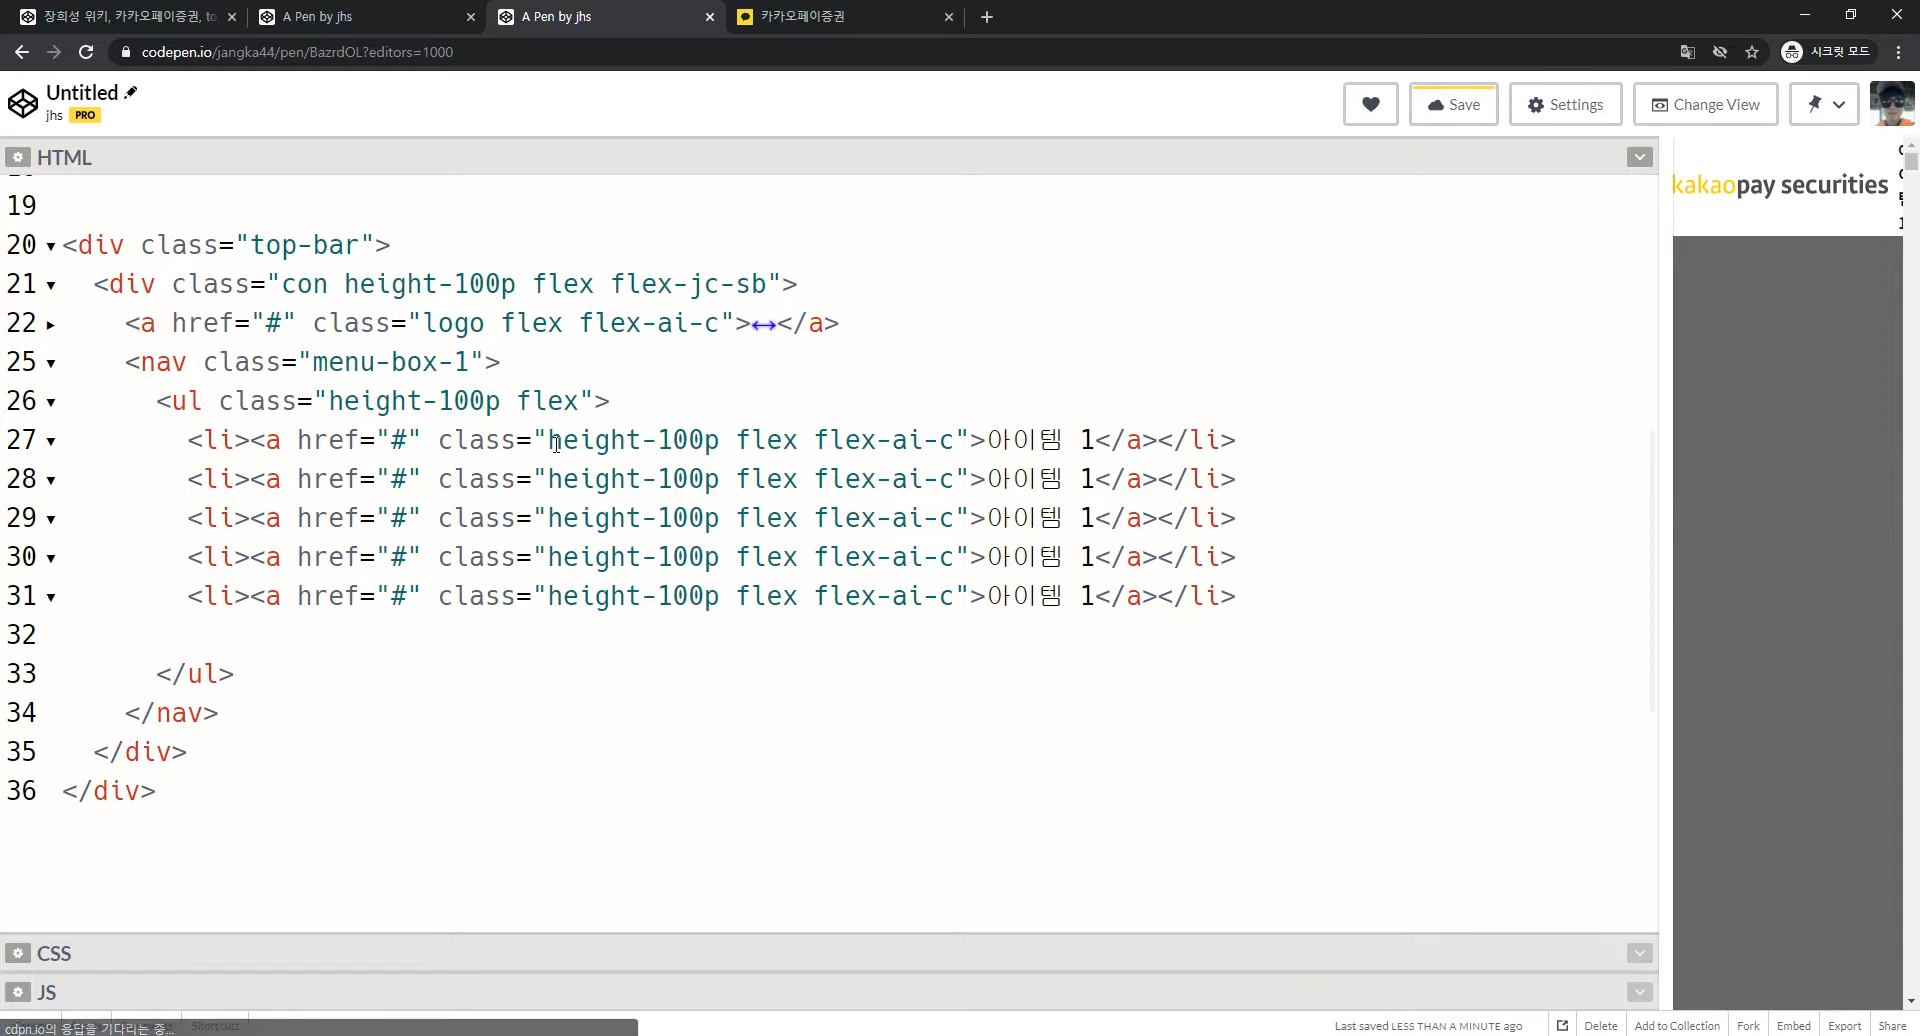 장희성 위키, 카카오페이증권, to
A Pen by jhs
A Pen by jhs
카카오페이증권
codepen.io/jangka44/pen/BazrdOL?editors=1000
시크릿 모드
Untitled
jhs PRO
Save
Settings
Change View
HTML
kakaopay securities
19
20 <div class="top-bar">
21 <div class="con height-100p flex flex-jc-sb">
22 <a href="#" class="logo flex flex-ai-c">↔</a>
25 <nav class="menu-box-1">
26 <ul class="height-100p flex">
27 <li><a href="#" class="height-100p flex flex-ai-c">아이템 1</a></li>
28 <li><a href="#" class="height-100p flex flex-ai-c">아이템 1</a></li>
29 <li><a href="#" class="height-100p flex flex-ai-c">아이템 1</a></li>
30 <li><a href="#" class="height-100p flex flex-ai-c">아이템 1</a></li>
31 <li><a href="#" class="height-100p flex flex-ai-c">아이템 1</a></li>
32
33 </ul>
34 </nav>
35 </div>
36 </div>
CSS
JS
cdpn.io의 응답을 기다리는 중...
Shortcuts
Last saved LESS THAN A MINUTE ago
Delete
Add to Collection
Fork
Embed
Export
Share